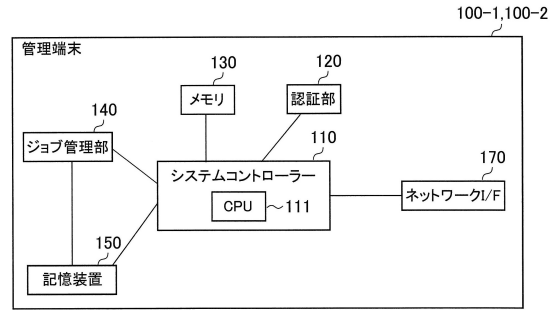 100-1,100-2
管理端末
130
メモリ
120
認証部
140
ジョブ管理部
110
システムコントローラー
CPU
111
170
ネットワークI/F
150
記憶装置